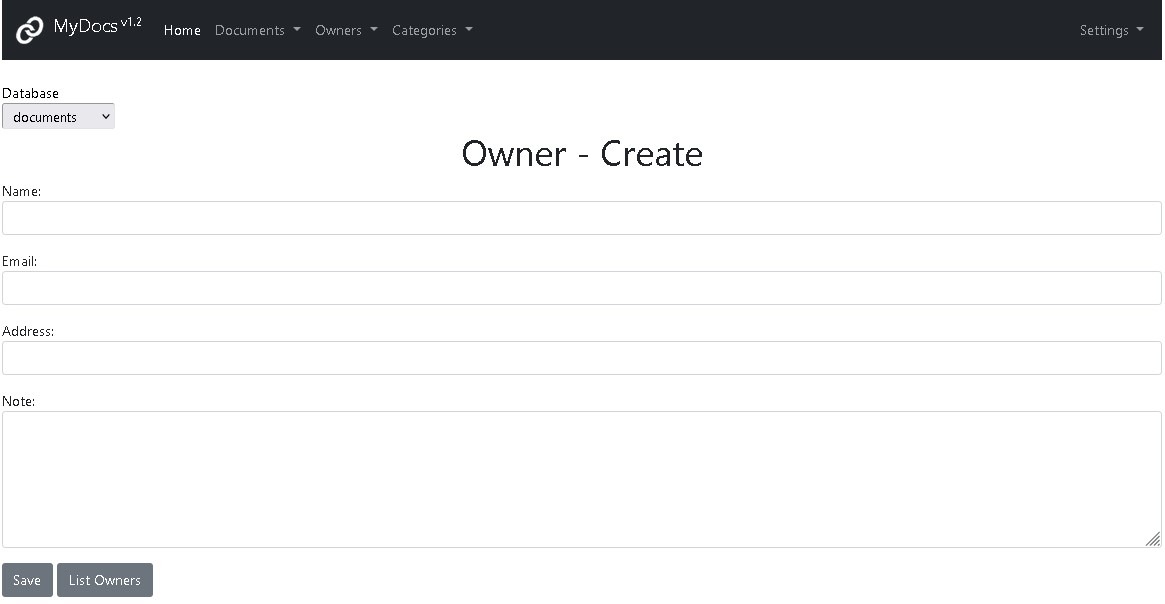 MyDocs v1.2 Home Documents Owners Categories Settings
Database
documents
Owner - Create
Name:
Email:
Address:
Note:
Save List Owners